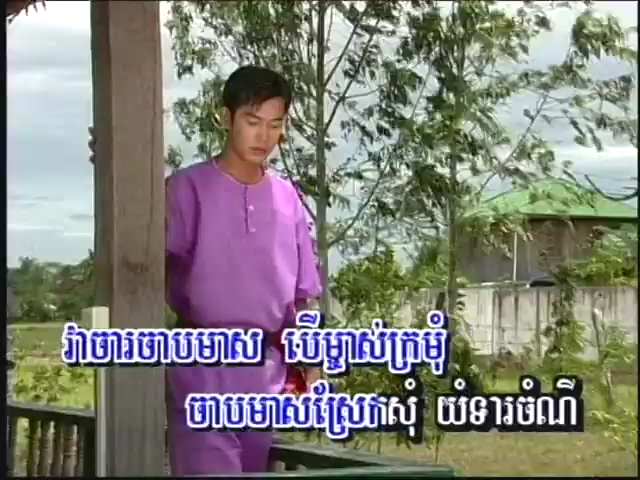 វាចារចាបមាស បើម្ចាស់ក្រមុំ
ចាបមាសស្រែកសុំ យំទារចំណី